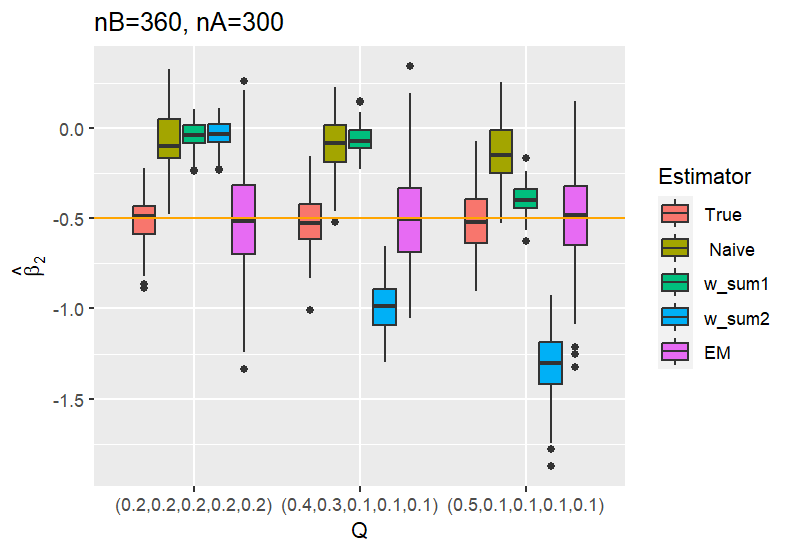 nB=360, nA=300
0.0
-0.5
-1.0
-1.5
β̂₂
(0.2,0.2,0.2,0.2,0.2) (0.4,0.3,0.1,0.1,0.1) (0.5,0.1,0.1,0.1,0.1)
Q
Estimator
True
Naive
w_sum1
w_sum2
EM